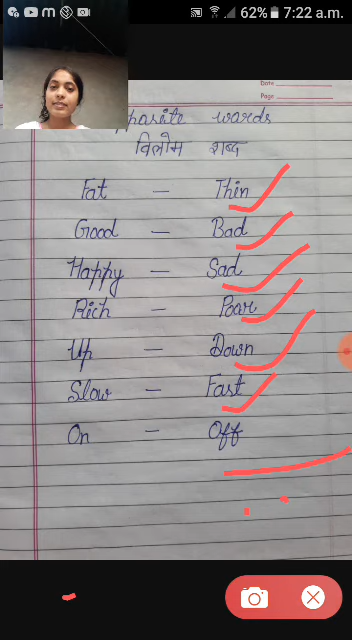 62% 7:22 a.m.
Date
Page
posite words
विलोम शब्द
Fat — Thin
Good — Bad
Happy — Sad
Rich — Poor
Up — Down
Slow — Fast
On — Off